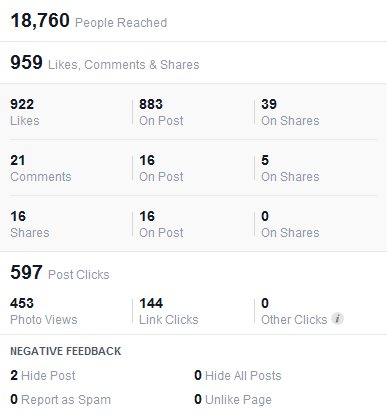 18,760 People Reached
959 Likes, Comments & Shares
922 883 39
Likes On Post On Shares
21 16 5
Comments On Post On Shares
16 16 0
Shares On Post On Shares
597 Post Clicks
453 144 0
Photo Views Link Clicks Other Clicks i
NEGATIVE FEEDBACK
2 Hide Post 0 Hide All Posts
0 Report as Spam 0 Unlike Page